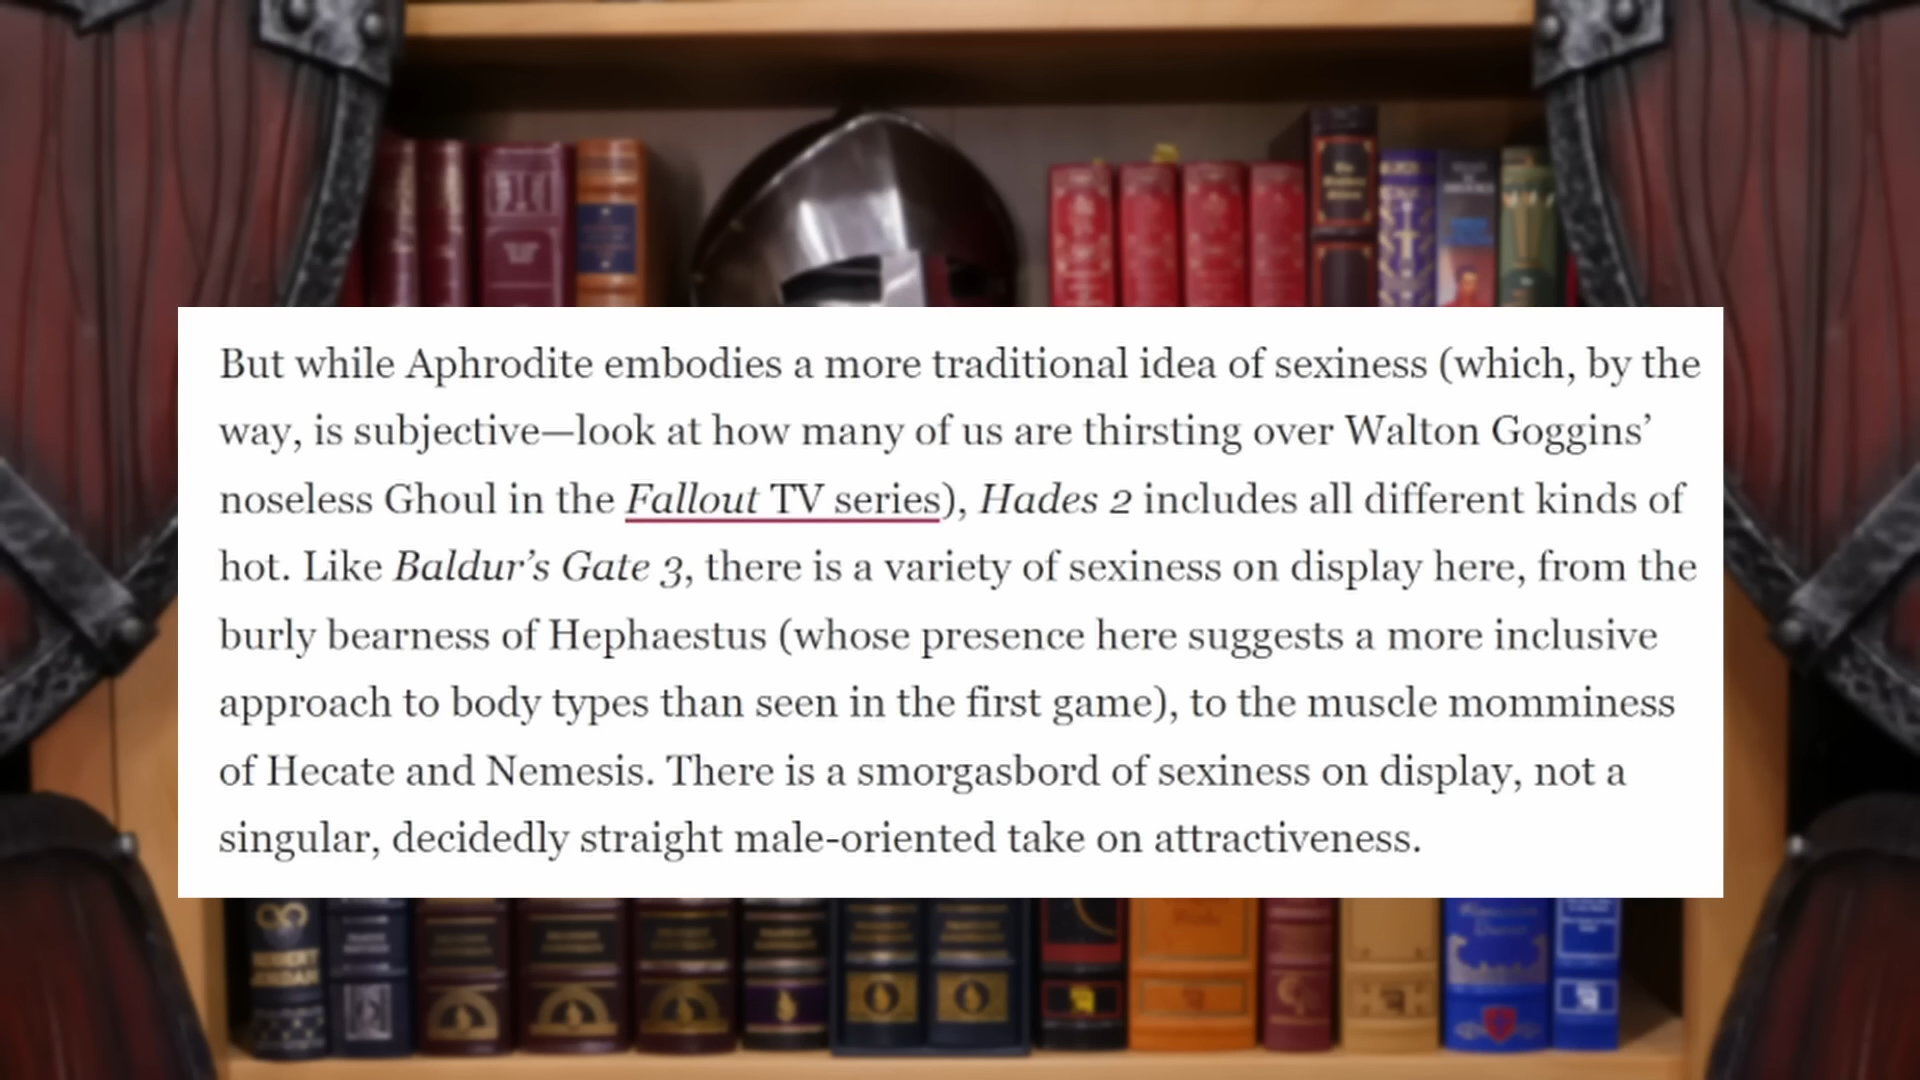 But while Aphrodite embodies a more traditional idea of sexiness (which, by the
way, is subjective—look at how many of us are thirsting over Walton Goggins’
noseless Ghoul in the Fallout TV series), Hades 2 includes all different kinds of
hot. Like Baldur’s Gate 3, there is a variety of sexiness on display here, from the
burly bearness of Hephaestus (whose presence here suggests a more inclusive
approach to body types than seen in the first game), to the muscle momminess
of Hecate and Nemesis. There is a smorgasbord of sexiness on display, not a
singular, decidedly straight male-oriented take on attractiveness.
ROBERT
JORDAN